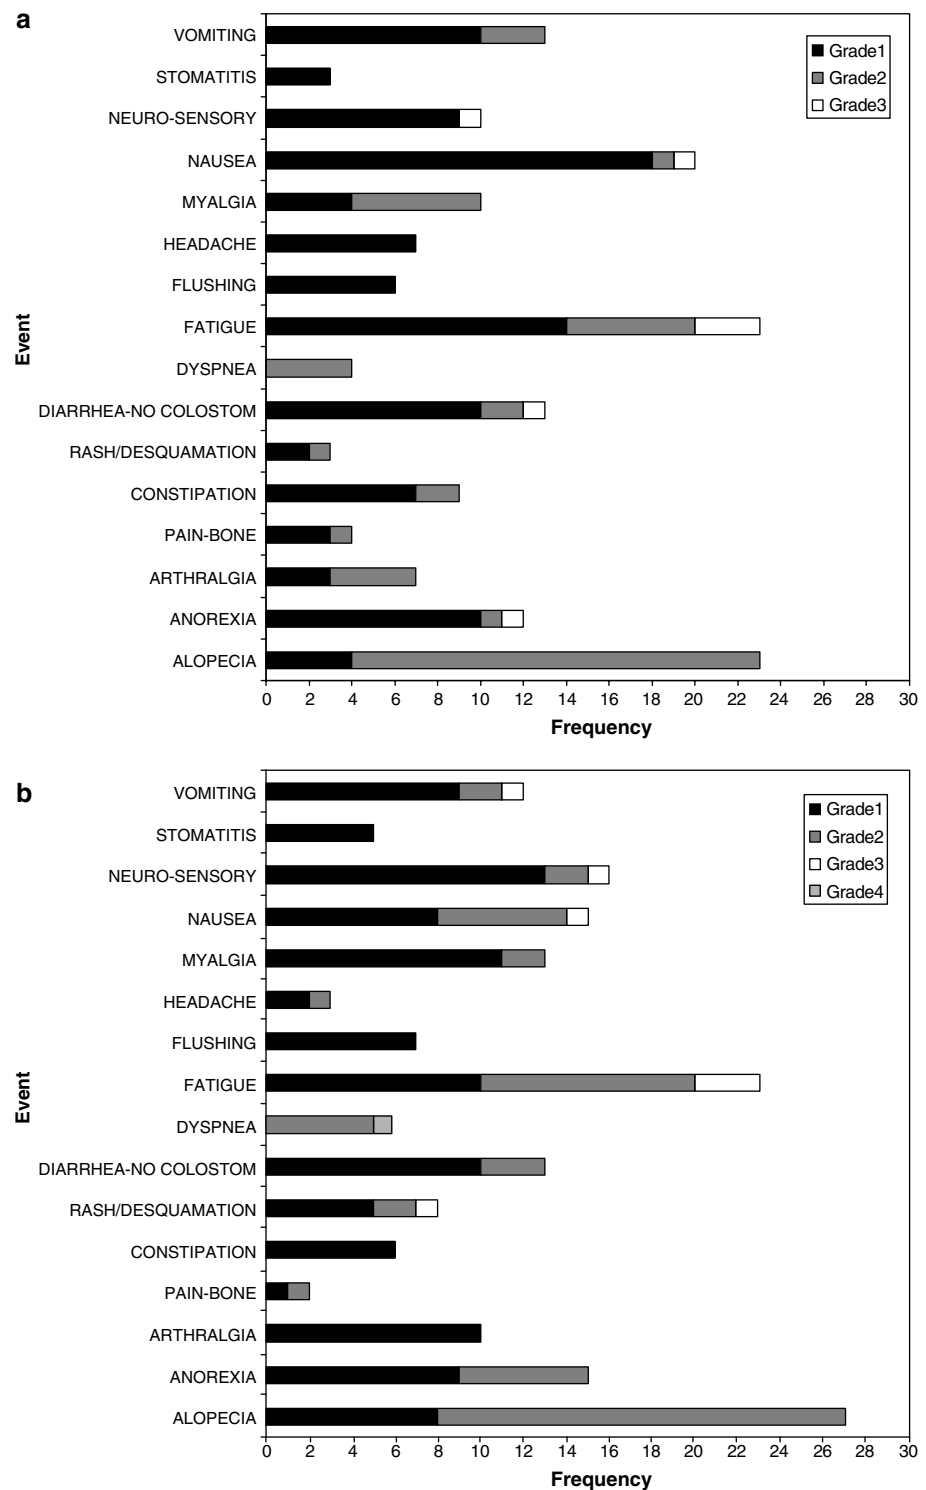 a
VOMITING
STOMATITIS
NEURO-SENSORY
NAUSEA
MYALGIA
HEADACHE
FLUSHING
FATIGUE
DYSPNEA
DIARRHEA-NO COLOSTOM
RASH/DESQUAMATION
CONSTIPATION
PAIN-BONE
ARTHRALGIA
ANOREXIA
ALOPECIA
Event
Grade1
Grade2
Grade3
0 2 4 6 8 10 12 14 16 18 20 22 24 26 28 30
Frequency
b
VOMITING
STOMATITIS
NEURO-SENSORY
NAUSEA
MYALGIA
HEADACHE
FLUSHING
FATIGUE
DYSPNEA
DIARRHEA-NO COLOSTOM
RASH/DESQUAMATION
CONSTIPATION
PAIN-BONE
ARTHRALGIA
ANOREXIA
ALOPECIA
Event
Grade1
Grade2
Grade3
Grade4
0 2 4 6 8 10 12 14 16 18 20 22 24 26 28 30
Frequency